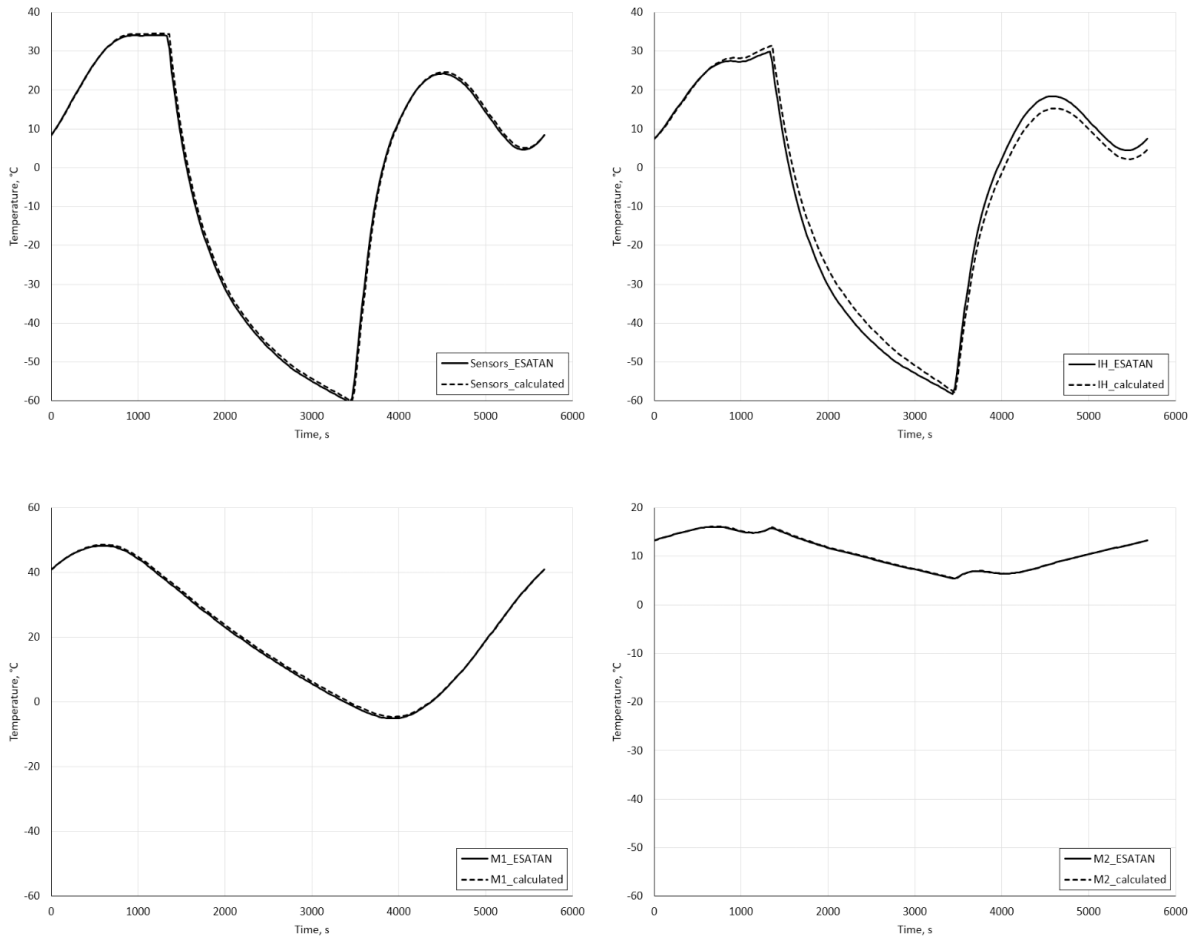 40
30
20
10
0
-10
-20
-30
-40
-50
-60
Temperature, °C
0 1000 2000 3000 4000 5000 6000
Time, s
Sensors_ESATAN
Sensors_calculated
40
30
20
10
0
-10
-20
-30
-40
-50
-60
Temperature, °C
0 1000 2000 3000 4000 5000 6000
Time, s
IH_ESATAN
IH_calculated
60
40
20
0
-20
-40
-60
Temperature, °C
0 1000 2000 3000 4000 5000 6000
Time, s
M1_ESATAN
M1_calculated
20
10
0
-10
-20
-30
-40
-50
-60
Temperature, °C
0 1000 2000 3000 4000 5000 6000
Time, s
M2_ESATAN
M2_calculated